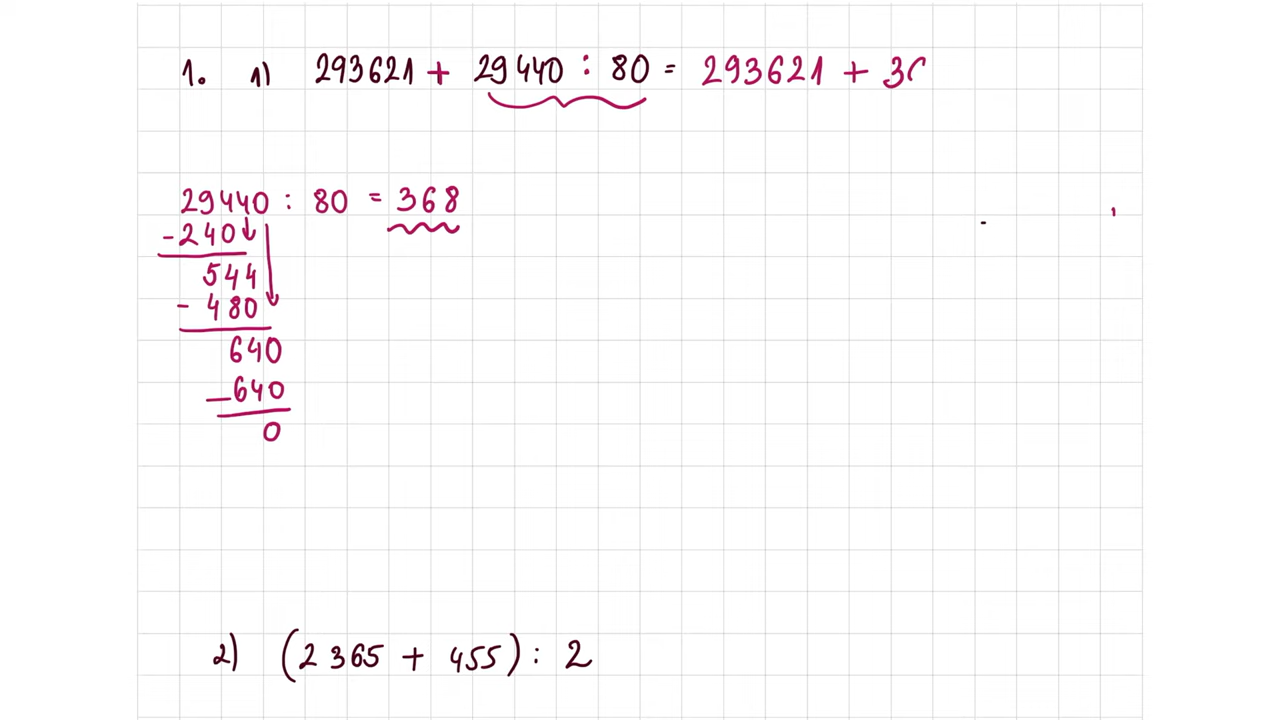 1. 1) 293621 + 29440 : 80 = 293621 + 3
29440 : 80 = 368
-240
544
- 480
640
-640
0
2) (2365 + 455) : 2